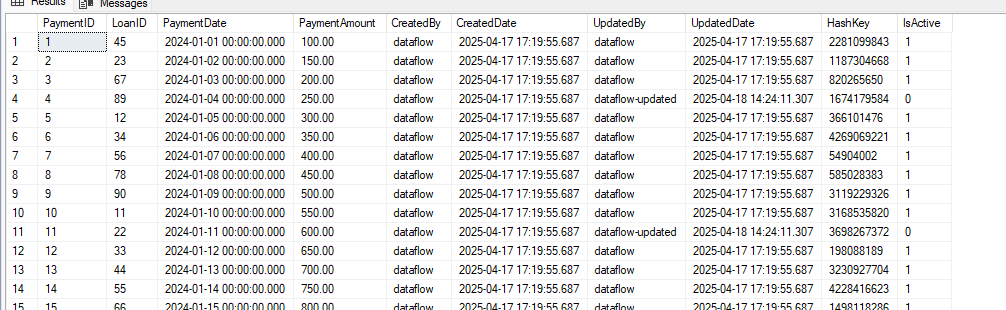 Results Messages
PaymentID LoanID PaymentDate PaymentAmount CreatedBy CreatedDate UpdatedBy UpdatedDate HashKey IsActive
1 1 45 2024-01-01 00:00:00.000 100.00 dataflow 2025-04-17 17:19:55.687 dataflow 2025-04-17 17:19:55.687 2281099843 1
2 2 23 2024-01-02 00:00:00.000 150.00 dataflow 2025-04-17 17:19:55.687 dataflow 2025-04-17 17:19:55.687 1187304668 1
3 3 67 2024-01-03 00:00:00.000 200.00 dataflow 2025-04-17 17:19:55.687 dataflow 2025-04-17 17:19:55.687 820265650 1
4 4 89 2024-01-04 00:00:00.000 250.00 dataflow 2025-04-17 17:19:55.687 dataflow-updated 2025-04-18 14:24:11.307 1674179584 0
5 5 12 2024-01-05 00:00:00.000 300.00 dataflow 2025-04-17 17:19:55.687 dataflow 2025-04-17 17:19:55.687 366101476 1
6 6 34 2024-01-06 00:00:00.000 350.00 dataflow 2025-04-17 17:19:55.687 dataflow 2025-04-17 17:19:55.687 4269069221 1
7 7 56 2024-01-07 00:00:00.000 400.00 dataflow 2025-04-17 17:19:55.687 dataflow 2025-04-17 17:19:55.687 54904002 1
8 8 78 2024-01-08 00:00:00.000 450.00 dataflow 2025-04-17 17:19:55.687 dataflow 2025-04-17 17:19:55.687 585028383 1
9 9 90 2024-01-09 00:00:00.000 500.00 dataflow 2025-04-17 17:19:55.687 dataflow 2025-04-17 17:19:55.687 3119229326 1
10 10 11 2024-01-10 00:00:00.000 550.00 dataflow 2025-04-17 17:19:55.687 dataflow 2025-04-17 17:19:55.687 3168535820 1
11 11 22 2024-01-11 00:00:00.000 600.00 dataflow 2025-04-17 17:19:55.687 dataflow-updated 2025-04-18 14:24:11.307 3698267372 0
12 12 33 2024-01-12 00:00:00.000 650.00 dataflow 2025-04-17 17:19:55.687 dataflow 2025-04-17 17:19:55.687 198088189 1
13 13 44 2024-01-13 00:00:00.000 700.00 dataflow 2025-04-17 17:19:55.687 dataflow 2025-04-17 17:19:55.687 3230927704 1
14 14 55 2024-01-14 00:00:00.000 750.00 dataflow 2025-04-17 17:19:55.687 dataflow 2025-04-17 17:19:55.687 4228416623 1
15 15 66 2024-01-15 00:00:00.000 800.00 dataflow 2025-04-17 17:19:55.687 dataflow 2025-04-17 17:19:55.687 1498118286 1